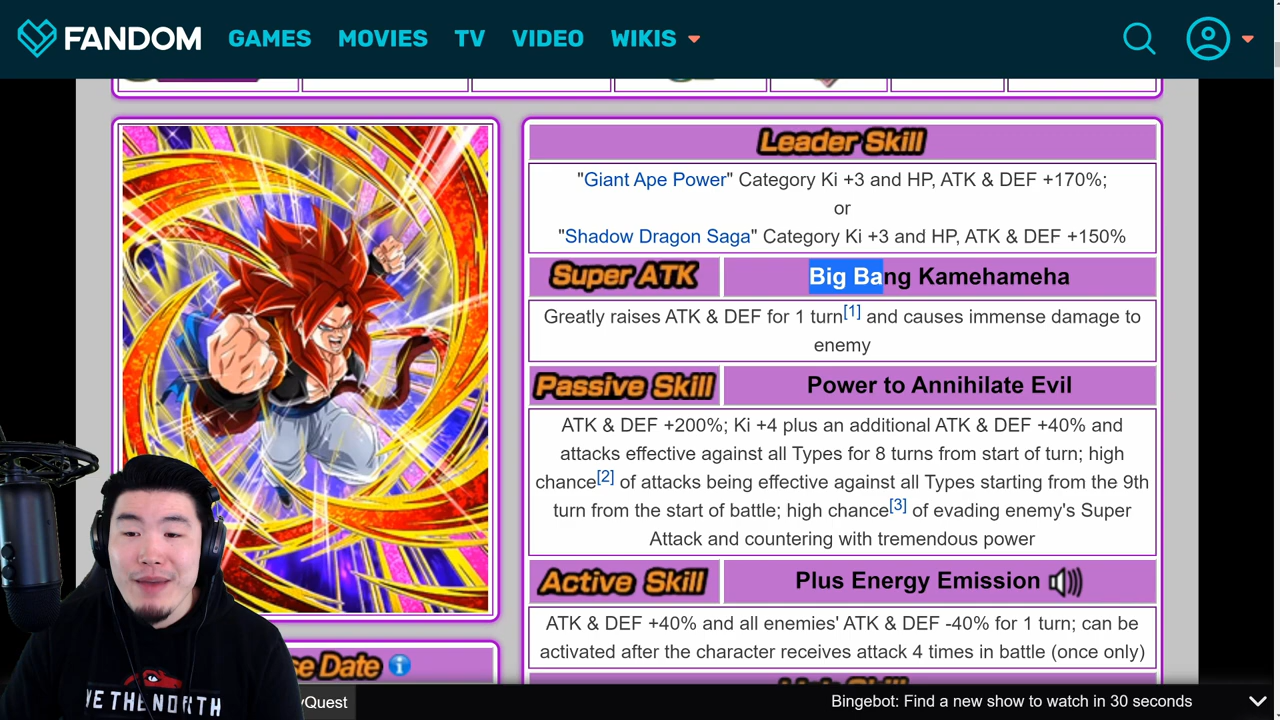 FANDOM GAMES MOVIES TV VIDEO WIKIS
Leader Skill
"Giant Ape Power" Category Ki +3 and HP, ATK & DEF +170%;
or
"Shadow Dragon Saga" Category Ki +3 and HP, ATK & DEF +150%
Super ATK
Big Bang Kamehameha
Greatly raises ATK & DEF for 1 turn[1] and causes immense damage to
enemy
Passive Skill
Power to Annihilate Evil
ATK & DEF +200%; Ki +4 plus an additional ATK & DEF +40% and
attacks effective against all Types for 8 turns from start of turn; high
chance[2] of attacks being effective against all Types starting from the 9th
turn from the start of battle; high chance[3] of evading enemy's Super
Attack and countering with tremendous power
Active Skill
Plus Energy Emission
ATK & DEF +40% and all enemies' ATK & DEF -40% for 1 turn; can be
activated after the character receives attack 4 times in battle (once only)
se Date
WE THE NORTH
yQuest
Bingebot: Find a new show to watch in 30 seconds